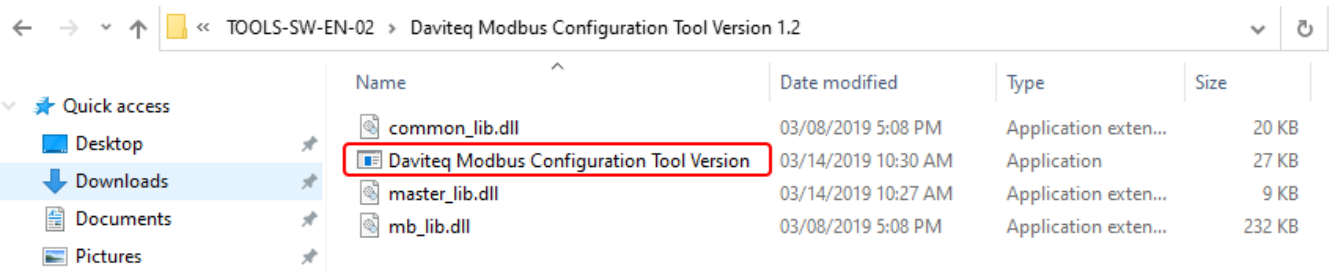 « TOOLS-SW-EN-02 › Daviteq Modbus Configuration Tool Version 1.2
Name Date modified Type Size
Quick access
common_lib.dll 03/08/2019 5:08 PM Application exten... 20 KB
Desktop
Daviteq Modbus Configuration Tool Version 03/14/2019 10:30 AM Application 27 KB
Downloads
master_lib.dll 03/14/2019 10:27 AM Application exten... 9 KB
Documents
mb_lib.dll 03/08/2019 5:08 PM Application exten... 232 KB
Pictures